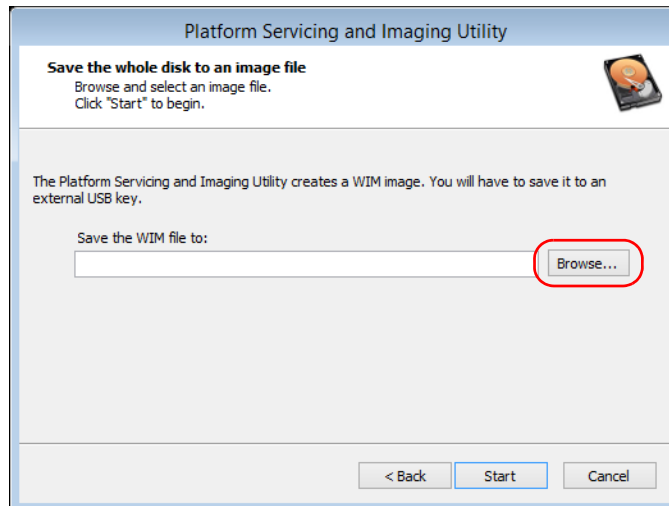 Platform Servicing and Imaging Utility
Save the whole disk to an image file
Browse and select an image file.
Click "Start" to begin.
The Platform Servicing and Imaging Utility creates a WIM image. You will have to save it to an
external USB key.
Save the WIM file to:
Browse...
< Back Start Cancel